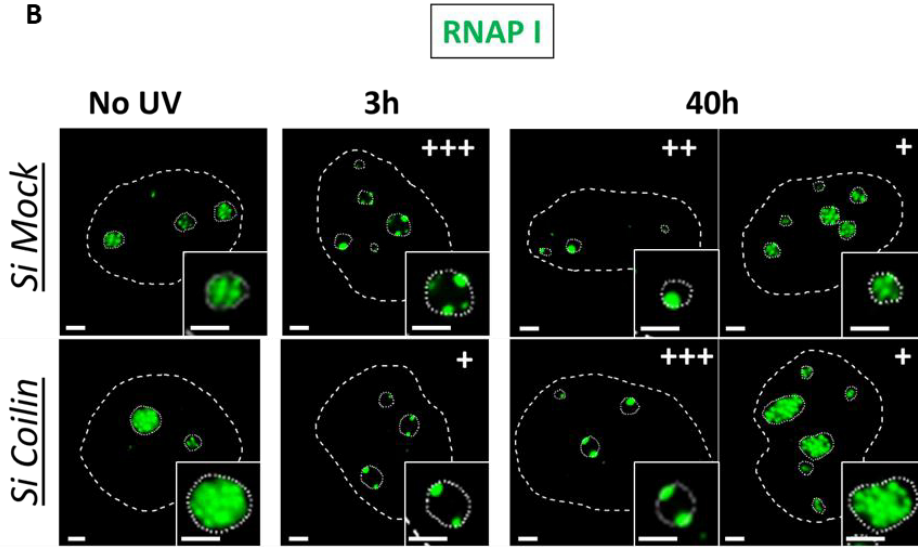 B
RNAP I
No UV 3h 40h
Si Mock
+++ ++ +
Si Coilin
+ +++ +